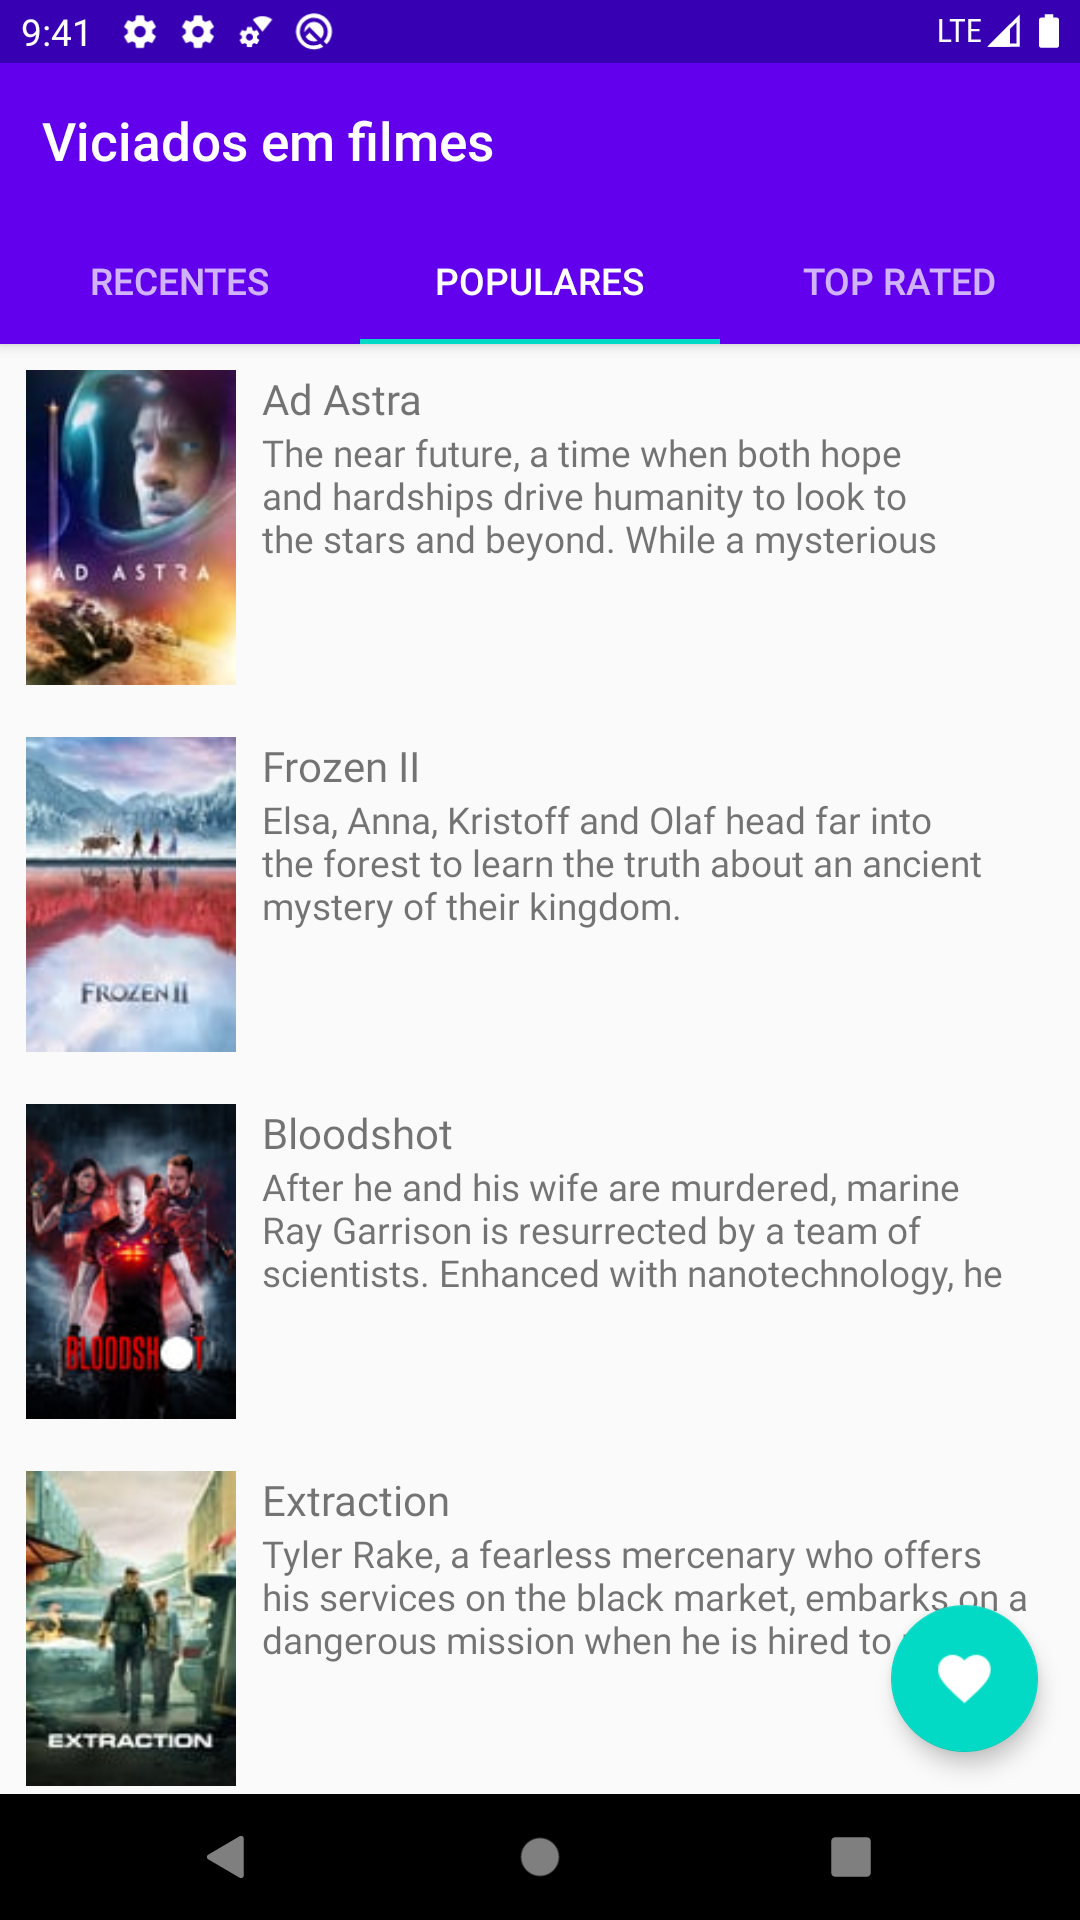 9:41
LTE
Viciados em filmes
RECENTES
POPULARES
TOP RATED
AD ASTRA
Ad Astra
The near future, a time when both hope
and hardships drive humanity to look to
the stars and beyond. While a mysterious
FROZEN II
Frozen II
Elsa, Anna, Kristoff and Olaf head far into
the forest to learn the truth about an ancient
mystery of their kingdom.
BLOODSHOT
Bloodshot
After he and his wife are murdered, marine
Ray Garrison is resurrected by a team of
scientists. Enhanced with nanotechnology, he
EXTRACTION
Extraction
Tyler Rake, a fearless mercenary who offers
his services on the black market, embarks on a
dangerous mission when he is hired to